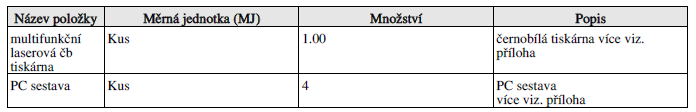 Název položky Měrná jednotka (MJ) Množství Popis
multifunkční laserová čb tiskárna Kus 1.00 černobílá tiskárna více viz. příloha
PC sestava Kus 4 PC sestava více viz. příloha